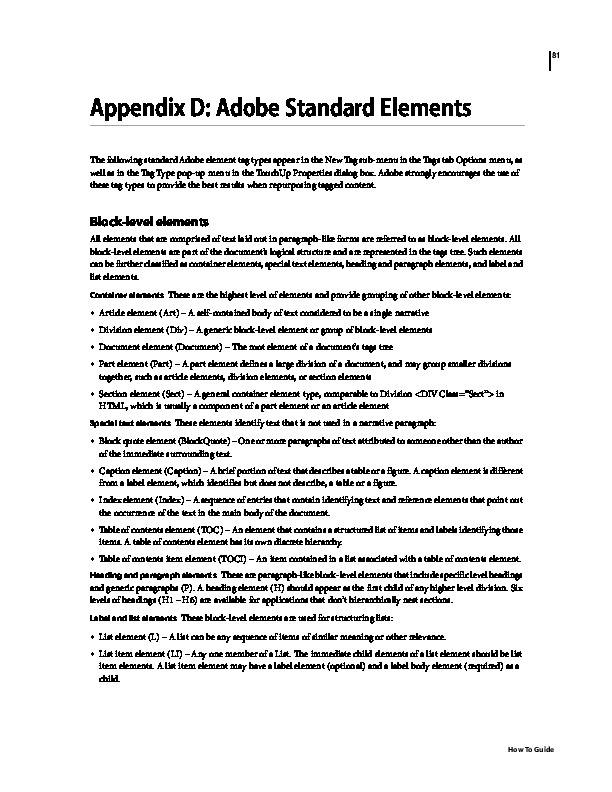 81
Appendix D: Adobe Standard Elements
The following standard Adobe element tag types appear in the New Tag sub-menu in the Tags tab Options menu, as
well as in the Tag Type pop-up menu in the TouchUp Properties dialog box. Adobe strongly encourages the use of
these tag types to provide the best results when repurposing tagged content.
Block-level elements
All elements that are comprised of text laid out in paragraph-like forms are referred to as block-level elements. All
block-level elements are part of the document's logical structure and are represented in the tags tree. Such elements
can be further classified as container elements, special text elements, heading and paragraph elements, and label and
list elements.
Container elements These are the highest level of elements and provide grouping of other block-level elements:
• Article element (Art) – A self-contained body of text considered to be a single narrative
• Division element (Div) – A generic block-level element or group of block-level elements
• Document element (Document) – The root element of a document's tags tree
• Part element (Part) – A part element defines a large division of a document, and may group smaller divisions
together, such as article elements, division elements, or section elements
• Section element (Sect) – A general container element type, comparable to Division <DIV Class="Sect"> in
HTML, which is usually a component of a part element or an article element
Special text elements These elements identify text that is not used in a narrative paragraph:
• Block quote element (BlockQuote) – One or more paragraphs of text attributed to someone other than the author
of the immediate surrounding text.
• Caption element (Caption) – A brief portion of text that describes a table or a figure. A caption element is different
from a label element, which identifies but does not describe, a table or a figure.
• Index element (Index) – A sequence of entries that contain identifying text and reference elements that point out
the occurrence of the text in the main body of the document.
• Table of contents element (TOC) – An element that contains a structured list of items and labels identifying those
items. A table of contents element has its own discrete hierarchy.
• Table of contents item element (TOCI) – An item contained in a list associated with a table of contents element.
Heading and paragraph elements These are paragraph-like block-level elements that include specific level headings
and generic paragraphs (P). A heading element (H) should appear as the first child of any higher level division. Six
levels of headings (H1 – H6) are available for applications that don't hierarchically nest sections.
Label and list elements These block-level elements are used for structuring lists:
• List element (L) – A list can be any sequence of items of similar meaning or other relevance.
• List item element (LI) – Any one member of a List. The immediate child elements of a list element should be list
item elements. A list item element may have a label element (optional) and a label body element (required) as a
child.
How To Guide